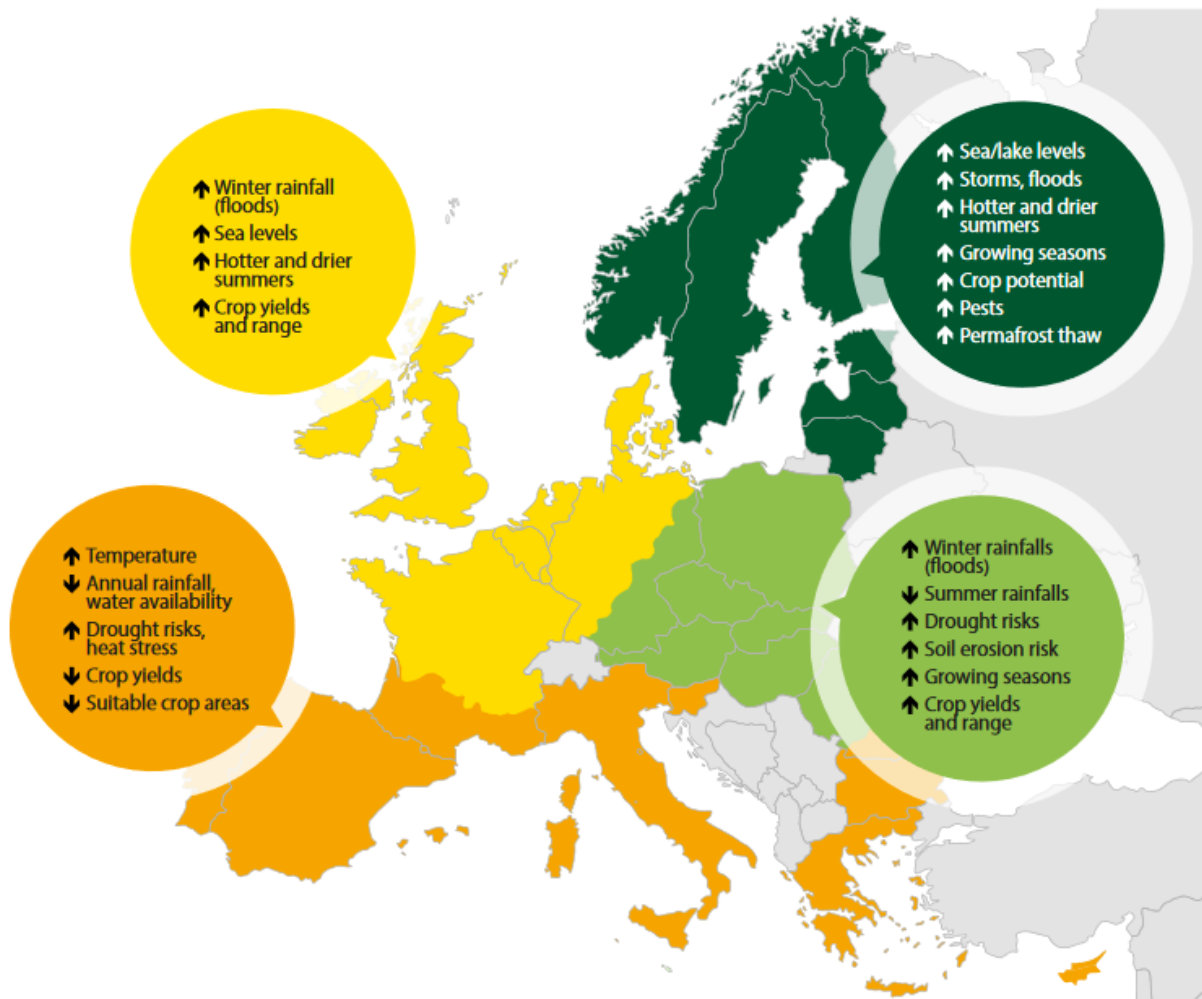 ↑ Winter rainfall
(floods)
↑ Sea levels
↑ Hotter and drier
summers
↑ Crop yields
and range
↑ Sea/lake levels
↑ Storms, floods
↑ Hotter and drier
summers
↑ Growing seasons
↑ Crop potential
↑ Pests
↑ Permafrost thaw
↑ Temperature
↓ Annual rainfall,
water availability
↑ Drought risks,
heat stress
↓ Crop yields
↓ Suitable crop areas
↑ Winter rainfalls
(floods)
↓ Summer rainfalls
↑ Drought risks
↑ Soil erosion risk
↑ Growing seasons
↑ Crop yields
and range